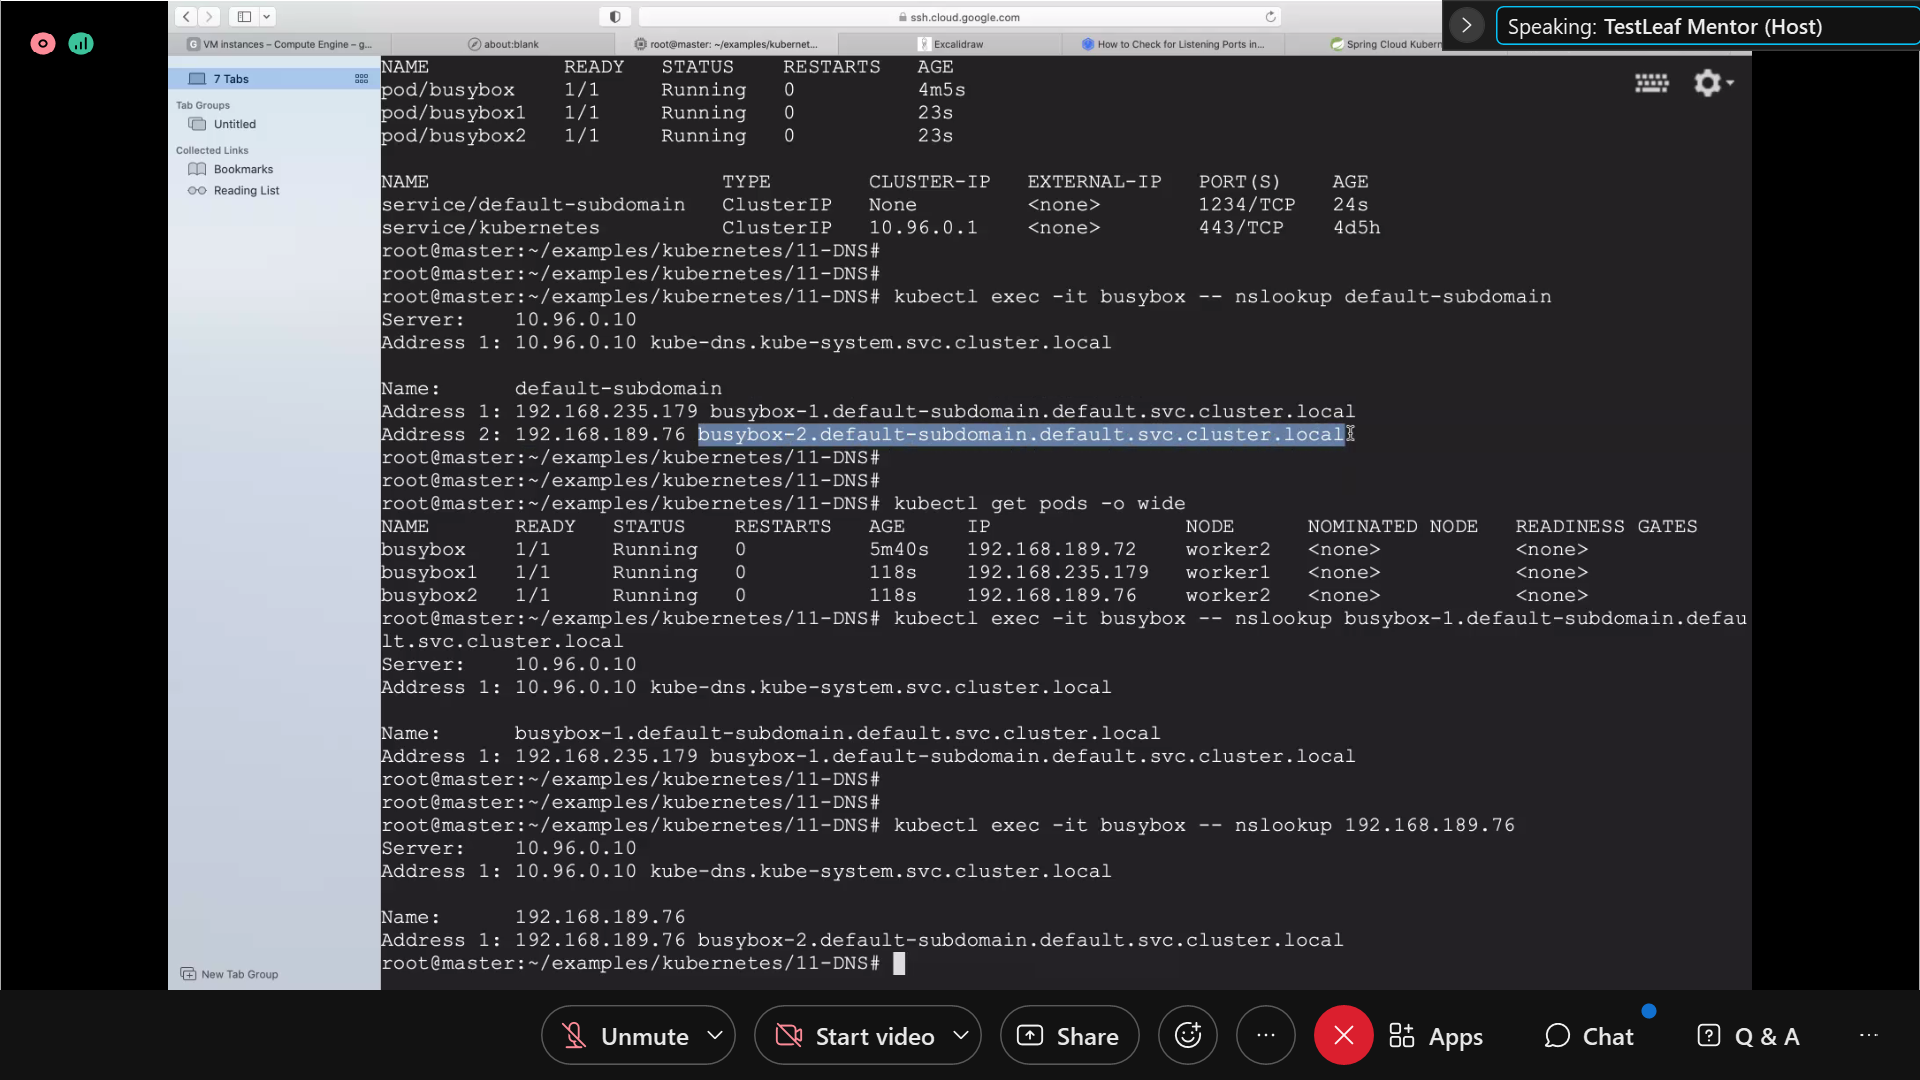 ssh.cloud.google.com
Speaking: TestLeaf Mentor (Host)
VM instances – Compute Engine – g...
about:blank
root@master: ~/examples/kubernet...
Excalidraw
How to Check for Listening Ports in...
Spring Cloud Kubern
7 Tabs
Tab Groups
Untitled
Collected Links
Bookmarks
Reading List
New Tab Group
NAME READY STATUS RESTARTS AGE
pod/busybox 1/1 Running 0 4m5s
pod/busybox1 1/1 Running 0 23s
pod/busybox2 1/1 Running 0 23s
NAME TYPE CLUSTER-IP EXTERNAL-IP PORT(S) AGE
service/default-subdomain ClusterIP None <none> 1234/TCP 24s
service/kubernetes ClusterIP 10.96.0.1 <none> 443/TCP 4d5h
root@master:~/examples/kubernetes/11-DNS#
root@master:~/examples/kubernetes/11-DNS#
root@master:~/examples/kubernetes/11-DNS# kubectl exec -it busybox -- nslookup default-subdomain
Server: 10.96.0.10
Address 1: 10.96.0.10 kube-dns.kube-system.svc.cluster.local
Name: default-subdomain
Address 1: 192.168.235.179 busybox-1.default-subdomain.default.svc.cluster.local
Address 2: 192.168.189.76 busybox-2.default-subdomain.default.svc.cluster.local
root@master:~/examples/kubernetes/11-DNS#
root@master:~/examples/kubernetes/11-DNS#
root@master:~/examples/kubernetes/11-DNS# kubectl get pods -o wide
NAME READY STATUS RESTARTS AGE IP NODE NOMINATED NODE READINESS GATES
busybox 1/1 Running 0 5m40s 192.168.189.72 worker2 <none> <none>
busybox1 1/1 Running 0 118s 192.168.235.179 worker1 <none> <none>
busybox2 1/1 Running 0 118s 192.168.189.76 worker2 <none> <none>
root@master:~/examples/kubernetes/11-DNS# kubectl exec -it busybox -- nslookup busybox-1.default-subdomain.defau
lt.svc.cluster.local
Server: 10.96.0.10
Address 1: 10.96.0.10 kube-dns.kube-system.svc.cluster.local
Name: busybox-1.default-subdomain.default.svc.cluster.local
Address 1: 192.168.235.179 busybox-1.default-subdomain.default.svc.cluster.local
root@master:~/examples/kubernetes/11-DNS#
root@master:~/examples/kubernetes/11-DNS#
root@master:~/examples/kubernetes/11-DNS# kubectl exec -it busybox -- nslookup 192.168.189.76
Server: 10.96.0.10
Address 1: 10.96.0.10 kube-dns.kube-system.svc.cluster.local
Name: 192.168.189.76
Address 1: 192.168.189.76 busybox-2.default-subdomain.default.svc.cluster.local
root@master:~/examples/kubernetes/11-DNS#
Unmute
Start video
Share
Apps
Chat
Q & A